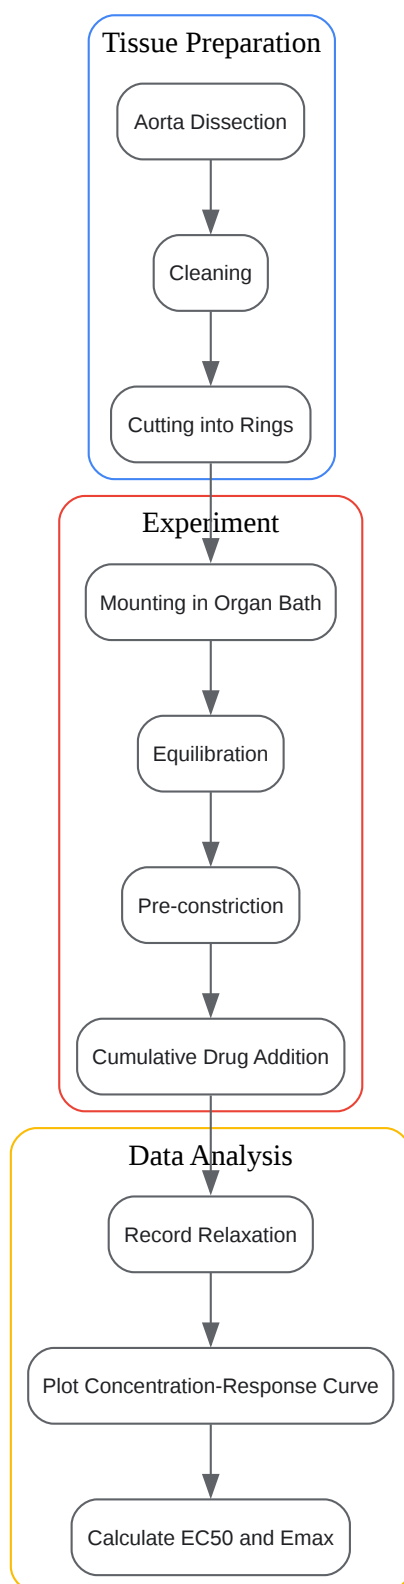 Tissue Preparation
Aorta Dissection
Cleaning
Cutting into Rings
Experiment
Mounting in Organ Bath
Equilibration
Pre-constriction
Cumulative Drug Addition
Data Analysis
Record Relaxation
Plot Concentration-Response Curve
Calculate EC50 and Emax